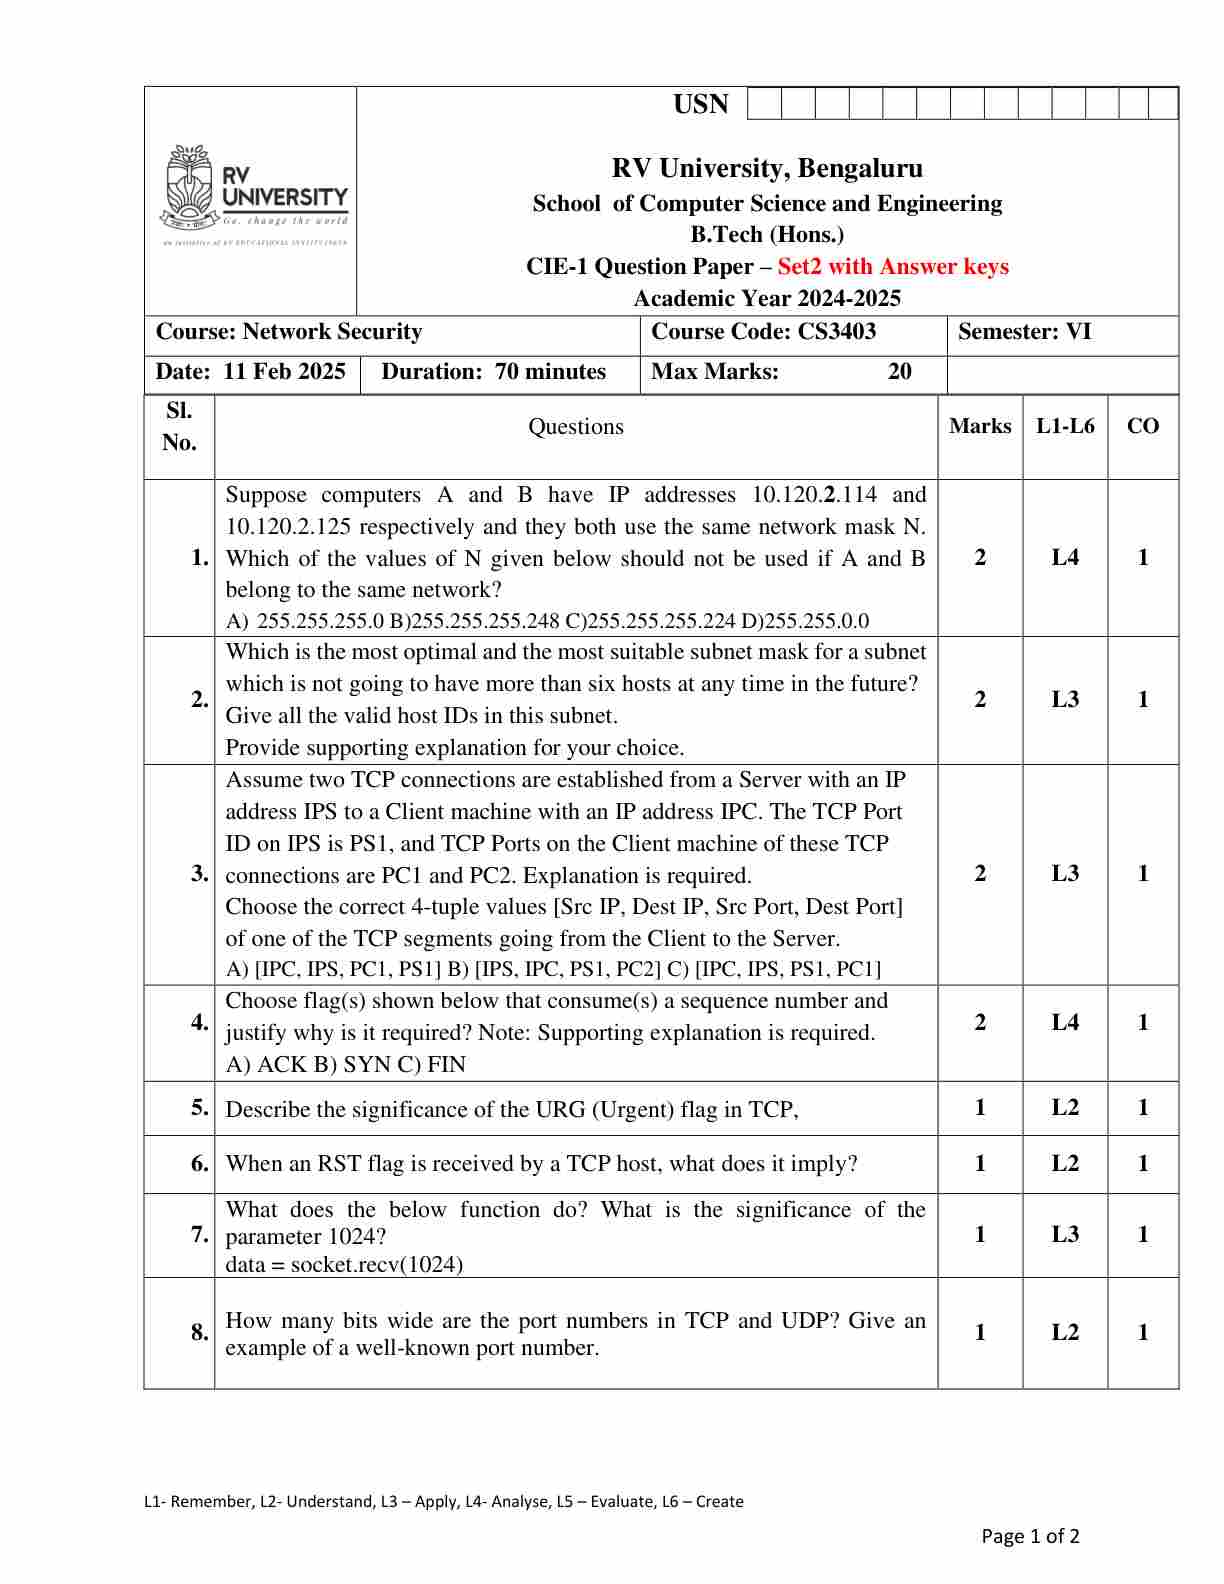 USN
RV
UNIVERSITY
Go, change the world
RV University, Bengaluru
School of Computer Science and Engineering
B.Tech (Hons.)
CIE-1 Question Paper – Set2 with Answer keys
Academic Year 2024-2025
Course: Network Security Course Code: CS3403 Semester: VI
Date: 11 Feb 2025 Duration: 70 minutes Max Marks: 20
Sl.
No. Questions Marks L1-L6 CO
Suppose computers A and B have IP addresses 10.120.2.114 and
10.120.2.125 respectively and they both use the same network mask N.
1. Which of the values of N given below should not be used if A and B 2 L4 1
belong to the same network?
A) 255.255.255.0 B)255.255.255.248 C)255.255.255.224 D)255.255.0.0
Which is the most optimal and the most suitable subnet mask for a subnet
which is not going to have more than six hosts at any time in the future?
2. Give all the valid host IDs in this subnet. 2 L3 1
Provide supporting explanation for your choice.
Assume two TCP connections are established from a Server with an IP
address IPS to a Client machine with an IP address IPC. The TCP Port
ID on IPS is PS1, and TCP Ports on the Client machine of these TCP
3. connections are PC1 and PC2. Explanation is required. 2 L3 1
Choose the correct 4-tuple values [Src IP, Dest IP, Src Port, Dest Port]
of one of the TCP segments going from the Client to the Server.
A) [IPC, IPS, PC1, PS1] B) [IPS, IPC, PS1, PC2] C) [IPC, IPS, PS1, PC1]
Choose flag(s) shown below that consume(s) a sequence number and
4. justify why is it required? Note: Supporting explanation is required. 2 L4 1
A) ACK B) SYN C) FIN
5. Describe the significance of the URG (Urgent) flag in TCP, 1 L2 1
6. When an RST flag is received by a TCP host, what does it imply? 1 L2 1
What does the below function do? What is the significance of the
7. parameter 1024? 1 L3 1
data = socket.recv(1024)
8. How many bits wide are the port numbers in TCP and UDP? Give an 1 L2 1
example of a well-known port number.
L1- Remember, L2- Understand, L3 – Apply, L4- Analyse, L5 – Evaluate, L6 – Create
Page 1 of 2